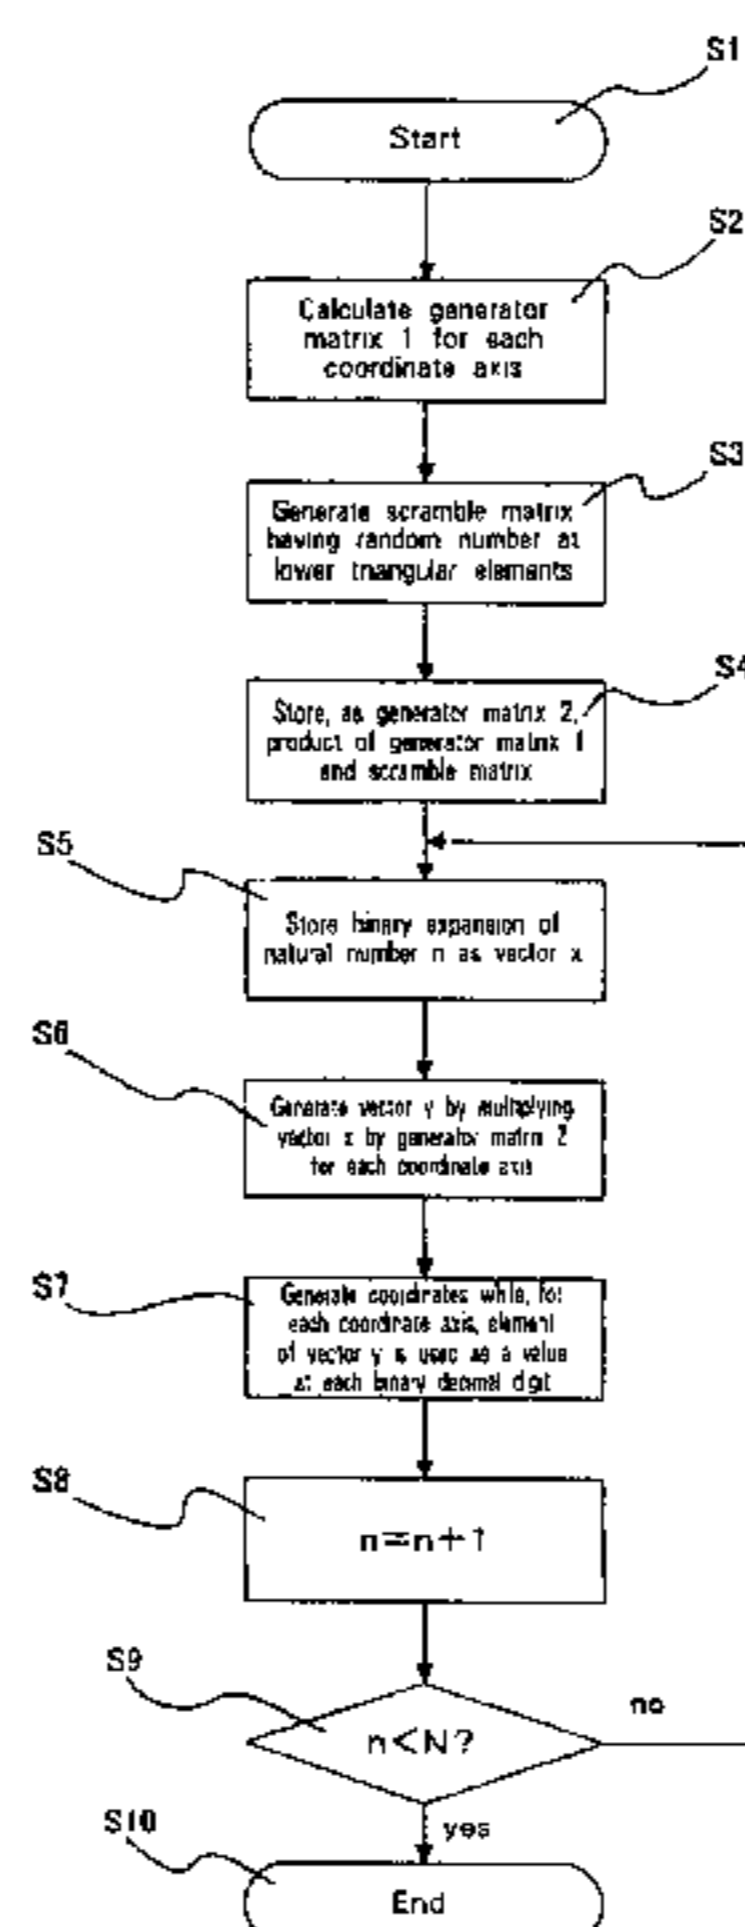 S1
Start
S2
Calculate generator
matrix 1 for each
coordinate axis
S3
Generate scramble matrix
having random number as
lower triangular elements
S4
Store, as generator matrix 2,
product of generator matrix 1
and scramble matrix
S5
Store binary expansion of
natural number n as vector x
S6
Generate vector y by multiplying
vector x by generator matrix 2
for each coordinate axis
S7
Generate coordinates while, for
each coordinate axis, element
of vector y is used as a value
at each binary decimal digit
S8
n=n+1
S9
n<N?
no
yes
S10
End